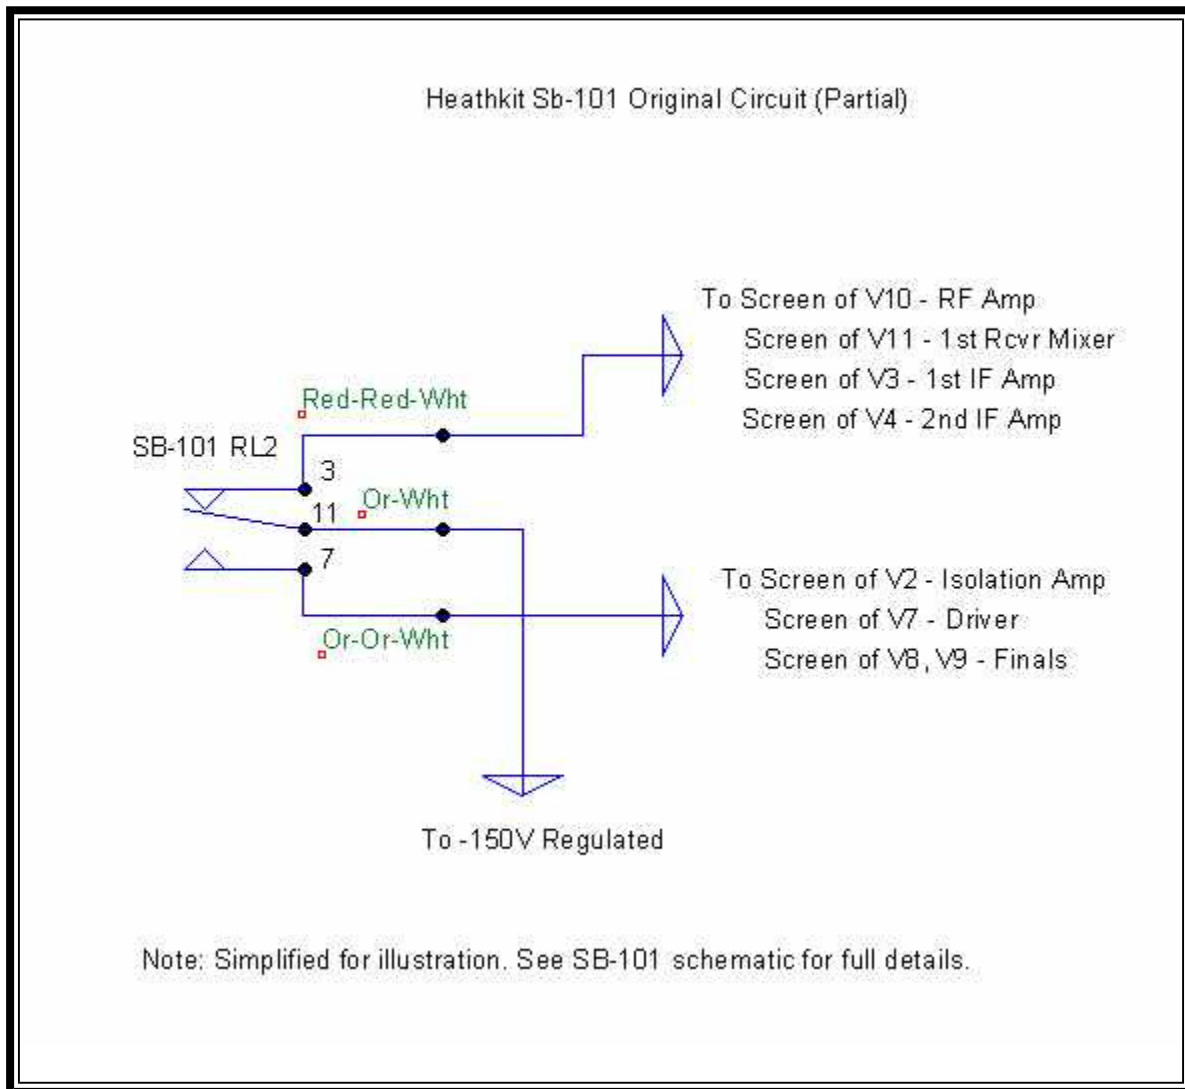 Heathkit Sb-101 Original Circuit (Partial)
To Screen of V10 - RF Amp
Screen of V11 - 1st Rcvr Mixer
Screen of V3 - 1st IF Amp
Screen of V4 - 2nd IF Amp
Red-Red-Wht
SB-101 RL2
3
Or-Wht
11
7
To Screen of V2 - Isolation Amp
Screen of V7 - Driver
Screen of V8, V9 - Finals
Or-Or-Wht
To -150V Regulated
Note: Simplified for illustration. See SB-101 schematic for full details.